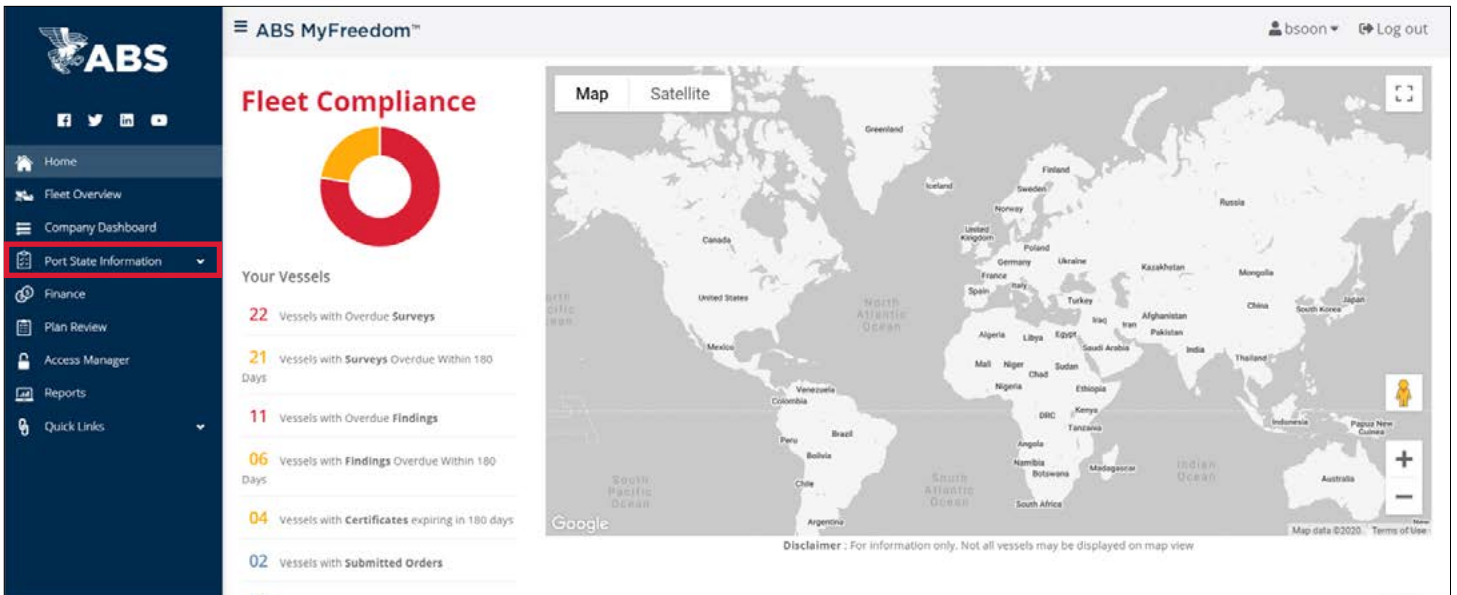 ABS
Home
Fleet Overview
Company Dashboard
Port State Information
Finance
Plan Review
Access Manager
Reports
Quick Links
ABS MyFreedom™
bsoon
Log out
Fleet Compliance
Your Vessels
22 Vessels with Overdue Surveys
21 Vessels with Surveys Overdue Within 180
Days
11 Vessels with Overdue Findings
06 Vessels with Findings Overdue Within 180
Days
04 Vessels with Certificates expiring in 180 days
02 Vessels with Submitted Orders
Map Satellite
Greenland
Iceland
Finland
Sweden
Norway
Russia
Canada
United
Kingdom
Poland
Germany
Ukraine
France
Kazakhstan
Mongolia
Spain
Italy
United States
North
Atlantic
Ocean
Turkey
China
South Korea
Japan
Iraq
Iran
Afghanistan
Pakistan
Algeria
Libya
Egypt
Saudi Arabia
Mexico
India
Thailand
Mali
Niger
Chad
Sudan
Nigeria
Ethiopia
Venezuela
Colombia
DRC
Kenya
Tanzania
Indonesia
Papua New
Guinea
Peru
Brazil
Bolivia
Angola
Namibia
Botswana
Madagascar
Indian
Ocean
South
Pacific
Ocean
Chile
South
Atlantic
Ocean
South Africa
Australia
Argentina
Google
Map data ©2020
Terms of Use
Disclaimer : For information only. Not all vessels may be displayed on map view